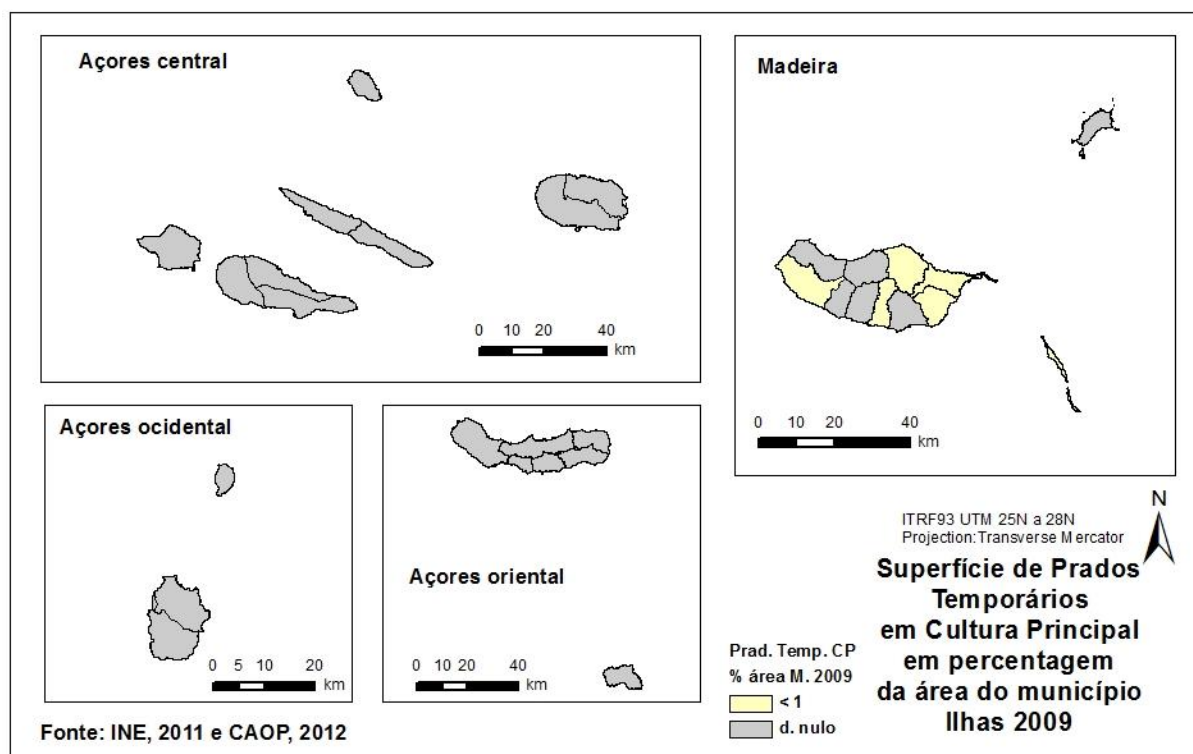 Açores central
0 10 20 40
km
Madeira
0 10 20 40
km
Açores ocidental
0 5 10 20
km
Açores oriental
0 10 20 40
km
N
ITRF93 UTM 25N a 28N
Projection:Transverse Mercator
Superfície de Prados
Temporários
em Cultura Principal
em percentagem
da área do município
Ilhas 2009
Prad. Temp. CP
% área M. 2009
< 1
d. nulo
Fonte: INE, 2011 e CAOP, 2012